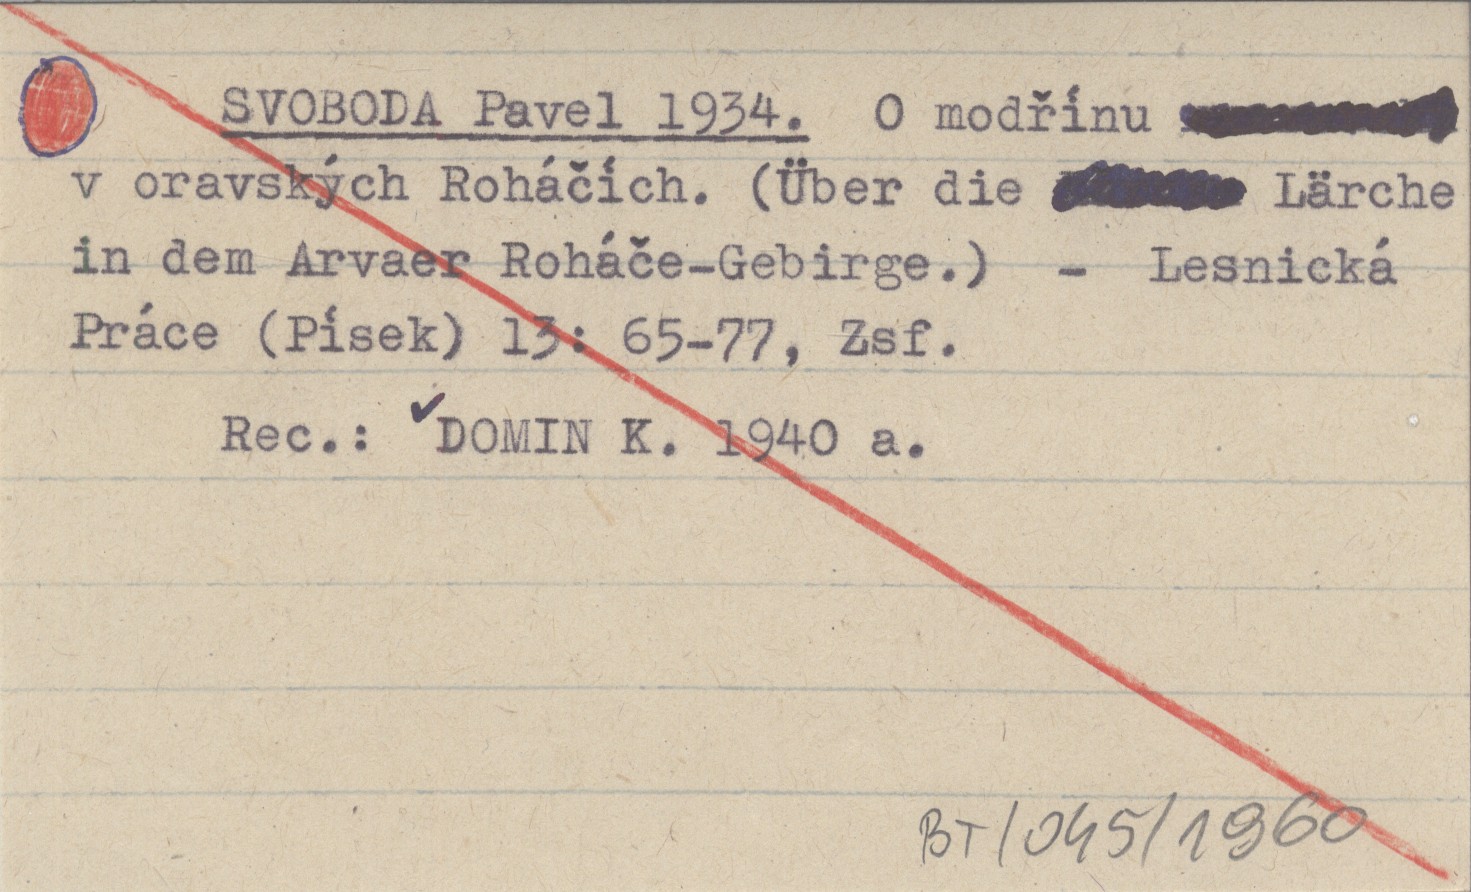 SVOBODA Pavel 1934. O modřínu
v oravských Roháčích. (Über die Lärche
in dem Arvaer Roháče-Gebirge.) - Lesnická
Práce (Písek) 13: 65-77, Zsf.
Rec.: ✓DOMIN K. 1940 a.
BT/045/1960